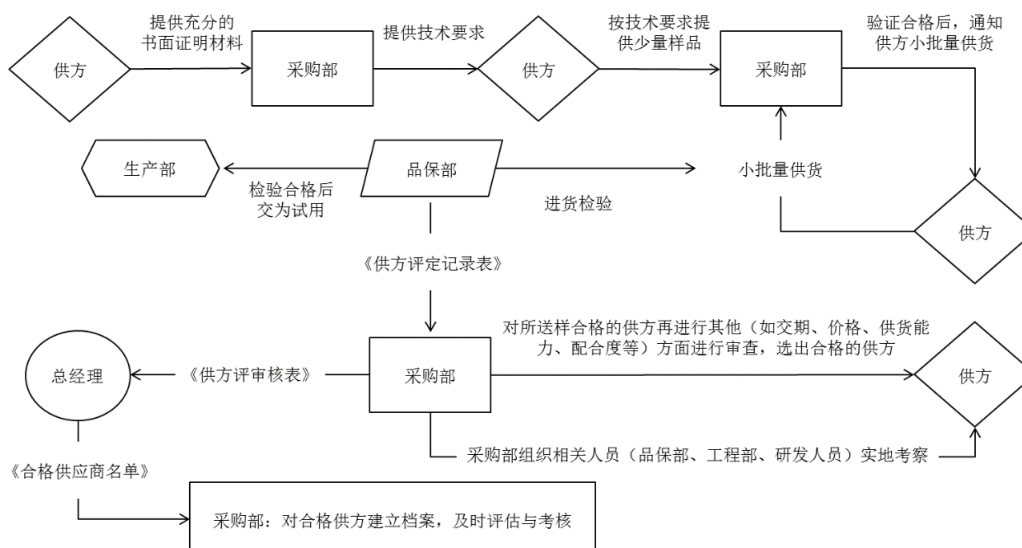 提供充分的
书面证明材料
提供技术要求
按技术要求提
供少量样品
验证合格后，通知
供方小批量供货
供方
采购部
供方
采购部
生产部
品保部
小批量供货
检验合格后
交为试用
进货检验
供方
《供方评定记录表》
对所送样合格的供方再进行其他（如交期、价格、供货能
力、配合度等）方面进行审查，选出合格的供方
总经理
《供方评审核表》
采购部
供方
采购部组织相关人员（品保部、工程部、研发人员）实地考察
《合格供应商名单》
采购部：对合格供方建立档案，及时评估与考核